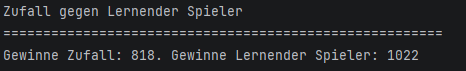 Zufall gegen Lernender Spieler
=======================================================
Gewinne Zufall: 818. Gewinne Lernender Spieler: 1022